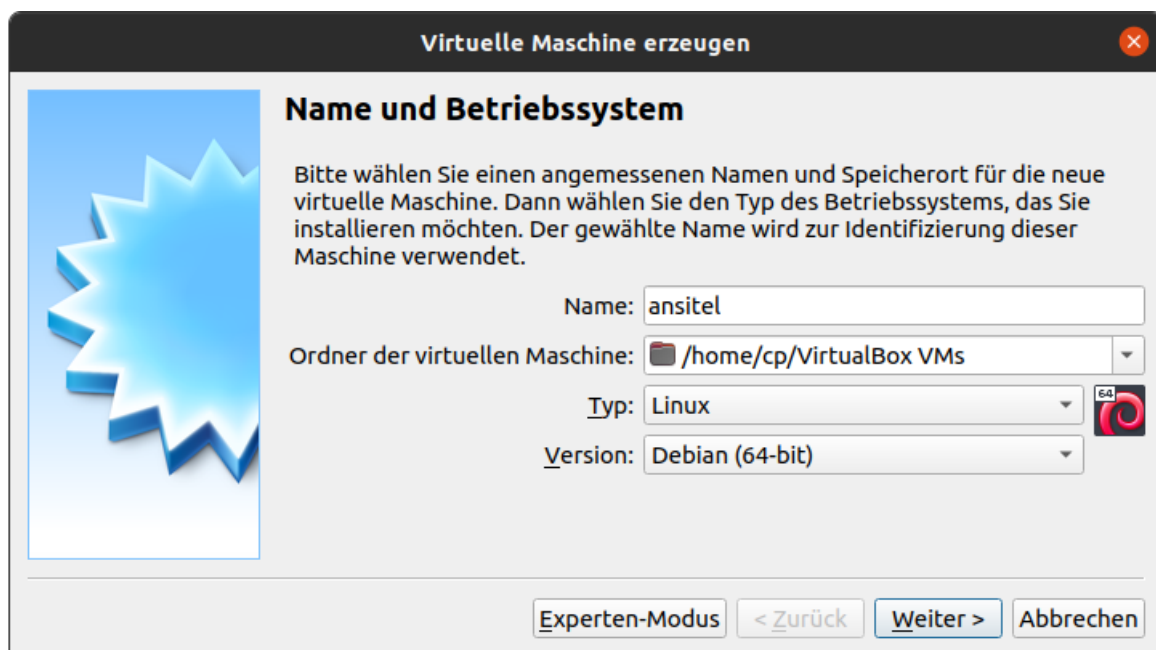 Virtuelle Maschine erzeugen
Name und Betriebssystem
Bitte wählen Sie einen angemessenen Namen und Speicherort für die neue
virtuelle Maschine. Dann wählen Sie den Typ des Betriebssystems, das Sie
installieren möchten. Der gewählte Name wird zur Identifizierung dieser
Maschine verwendet.
Name: ansitel
Ordner der virtuellen Maschine: /home/cp/VirtualBox VMs
Typ: Linux
64
Version: Debian (64-bit)
Experten-Modus < Zurück Weiter > Abbrechen